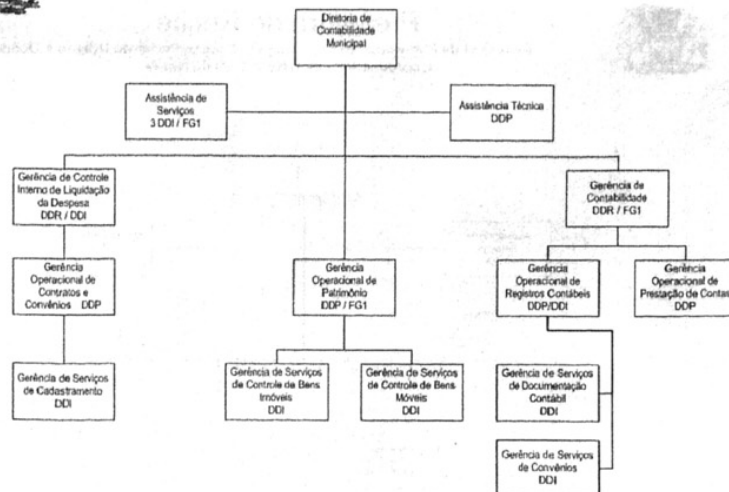 Diretoria de
Contabilidade
Municipal
Assistência de
Serviços
3 DDI / FG1
Assistência Técnica
DDP
Gerência de Controle
Interno de Liquidação
da Despesa
DDR / DDI
Gerência de
Contabilidade
DDR / FG1
Gerência
Operacional de
Contratos e
Convênios DDP
Gerência
Operacional de
Patrimônio
DDP / FG1
Gerência
Operacional de
Registros Contábeis
DDP/DDI
Gerência
Operacional de
Prestação de Contas
DDP
Gerência de Serviços
de Cadastramento
DDI
Gerência de Serviços
de Controle de Bens
Imóveis
DDI
Gerência de Serviços
de Controle de Bens
Móveis
DDI
Gerência de Serviços
de Documentação
Contábil
DDI
Gerência de Serviços
de Convênios
DDI